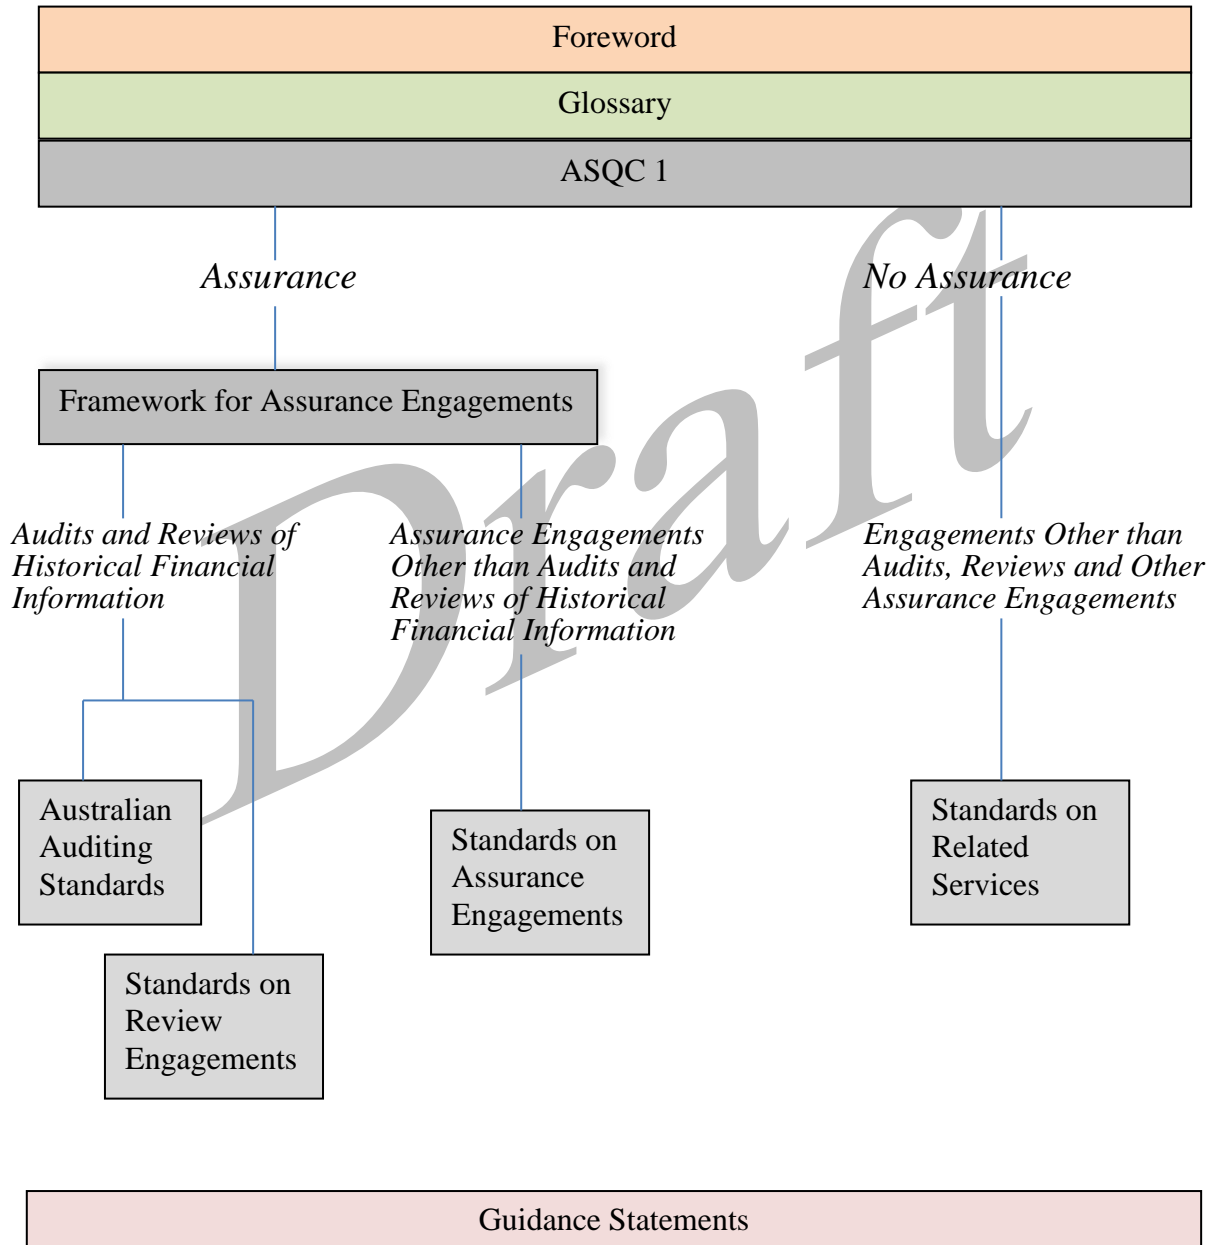 Foreword
Glossary
ASQC 1
Assurance
No Assurance
Framework for Assurance Engagements
Audits and Reviews of
Historical Financial
Information
Assurance Engagements
Other than Audits and
Reviews of Historical
Financial Information
Engagements Other than
Audits, Reviews and Other
Assurance Engagements
Draft
Australian
Auditing
Standards
Standards on
Review
Engagements
Standards on
Assurance
Engagements
Standards on
Related
Services
Guidance Statements